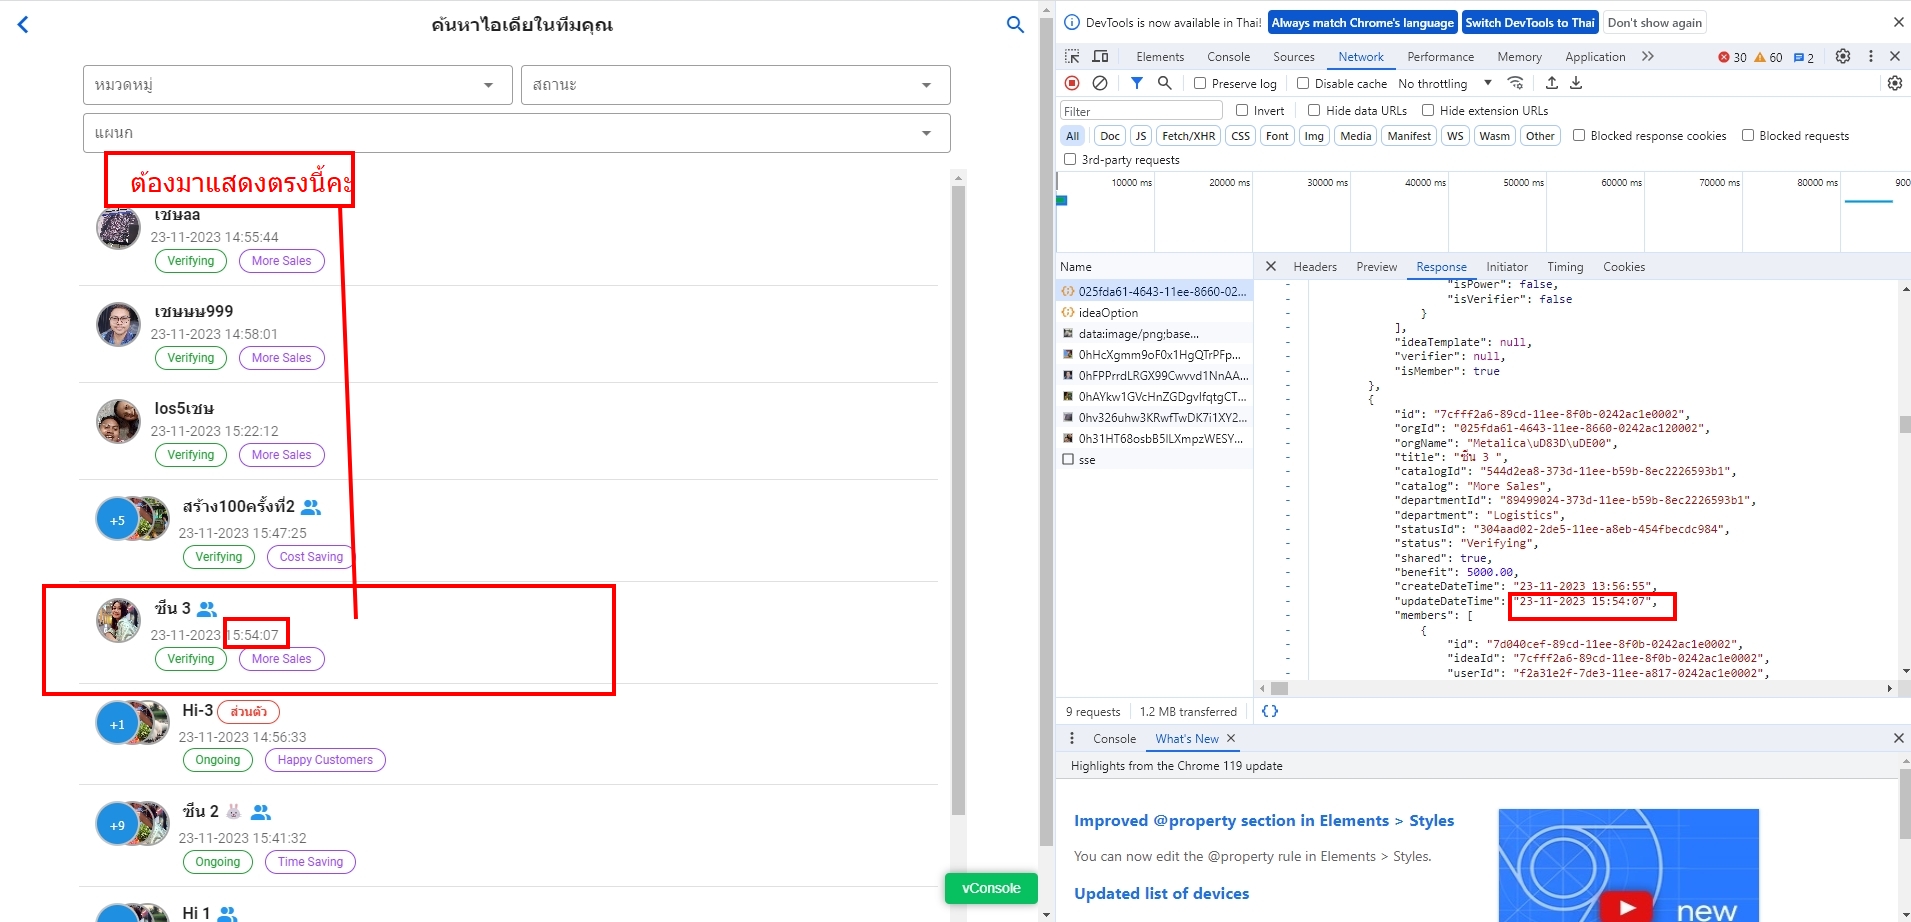 ค้นหาไอเดียในทีมคุณ
หมวดหมู่
สถานะ
แผนก
ต้องมาแสดงตรงนี้คะ
เชษaa
23-11-2023 14:55:44
Verifying More Sales
เชษษษ999
23-11-2023 14:58:01
Verifying More Sales
Ios5เชษ
23-11-2023 15:22:12
Verifying More Sales
+5
สร้าง100ครั้งที่2
23-11-2023 15:47:25
Verifying Cost Saving
ซีน 3
23-11-2023 15:54:07
Verifying More Sales
+1
Hi-3 ส่วนตัว
23-11-2023 14:56:33
Ongoing Happy Customers
+9
ซีน 2
23-11-2023 15:41:32
Ongoing Time Saving
Hi 1
vConsole
DevTools is now available in Thai! Always match Chrome's language Switch DevTools to Thai Don't show again
Elements Console Sources Network Performance Memory Application 30 60 2
Preserve log Disable cache No throttling
Filter Invert Hide data URLs Hide extension URLs
All Doc JS Fetch/XHR CSS Font Img Media Manifest WS Wasm Other Blocked response cookies Blocked requests
3rd-party requests
10000 ms 20000 ms 30000 ms 40000 ms 50000 ms 60000 ms 70000 ms 80000 ms 900
Name
025fda61-4643-11ee-8660-02...
ideaOption
data:image/png;base...
0hHcXgmm9oF0x1HgQTrPFp...
0hFPPrrdLRGX99Cwvvd1NnAA...
0hAYkw1GVcHnZGDgvIfqtgCT...
0hv326uhw3KRwfTwDK7i1XY2...
0h31HT68osbB5ILXmpzWESY...
sse
9 requests 1.2 MB transferred
Headers Preview Response Initiator Timing Cookies
"isPower": false,
"isVerifier": false
}
],
"ideaTemplate": null,
"verifier": null,
"isMember": true
},
{
"id": "7cfff2a6-89cd-11ee-8f0b-0242ac1e0002",
"orgId": "025fda61-4643-11ee-8660-0242ac120002",
"orgName": "Metalica\uD83D\uDE00",
"title": "ซีน 3 ",
"catalogId": "544d2ea8-373d-11ee-b59b-8ec2226593b1",
"catalog": "More Sales",
"departmentId": "89499024-373d-11ee-b59b-8ec2226593b1",
"department": "Logistics",
"statusId": "304aad02-2de5-11ee-a8eb-454fbecdc984",
"status": "Verifying",
"shared": true,
"benefit": 5000.00,
"createDateTime": "23-11-2023 13:56:55",
"updateDateTime": "23-11-2023 15:54:07",
"members": [
{
"id": "7d040cef-89cd-11ee-8f0b-0242ac1e0002",
"ideaId": "7cfff2a6-89cd-11ee-8f0b-0242ac1e0002",
"userId": "f2a31e2f-7de3-11ee-a817-0242ac1e0002",
{}
Console What's New
Highlights from the Chrome 119 update
Improved @property section in Elements > Styles
You can now edit the @property rule in Elements > Styles.
Updated list of devices
new